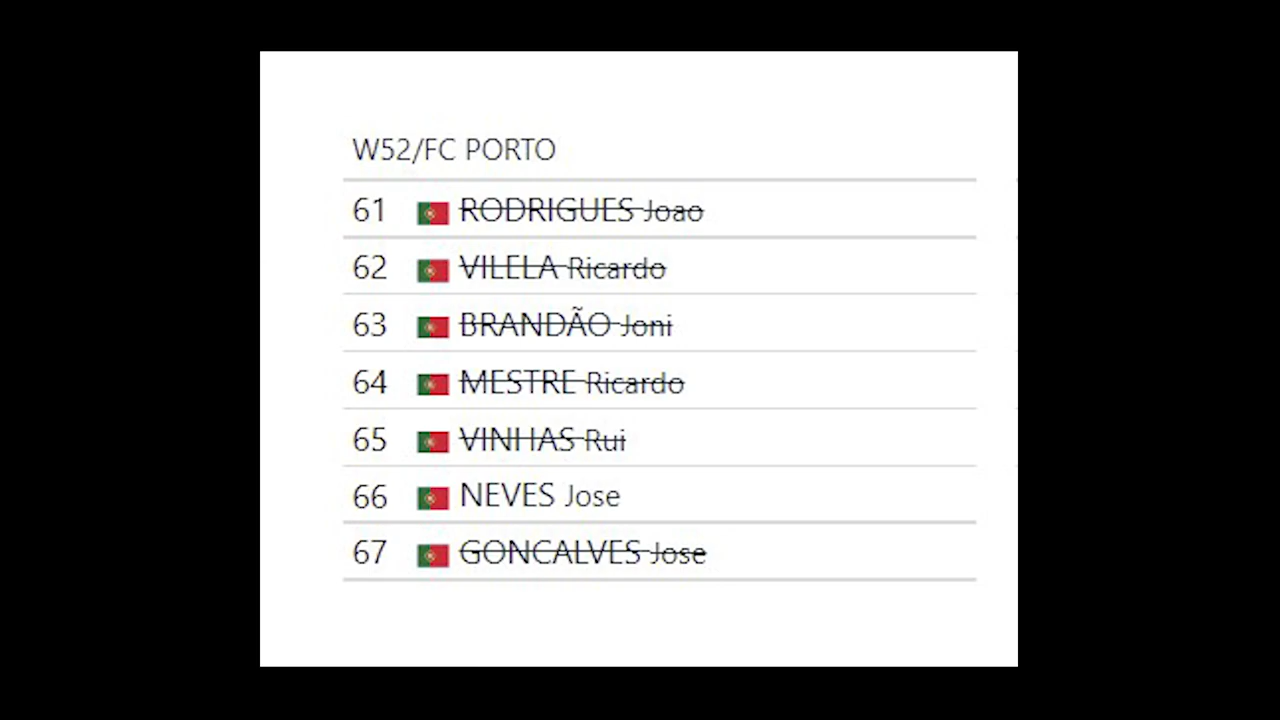 W52/FC PORTO
61 RODRIGUES Joao
62 VILELA Ricardo
63 BRANDÃO Joni
64 MESTRE Ricardo
65 VINHAS Rui
66 NEVES Jose
67 GONCALVES Jose